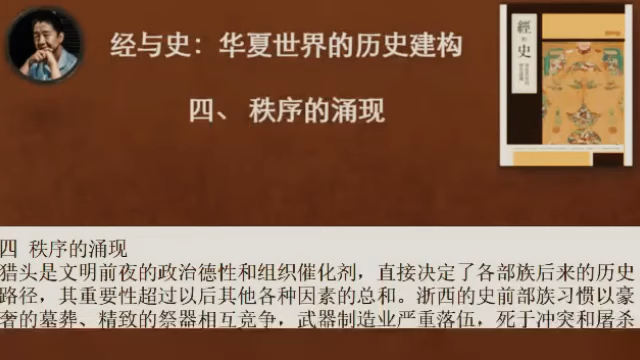 经与史：华夏世界的历史建构
四、秩序的涌现
經
史
四 秩序的涌现
猎头是文明前夜的政治德性和组织催化剂，直接决定了各部族后来的历史
路径，其重要性超过以后其他各种因素的总和。浙西的史前部族习惯以豪
奢的墓葬、精致的祭器相互竞争，武器制造业严重落伍，死于冲突和屠杀